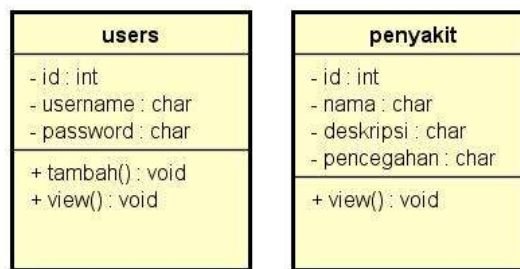 users
- id : int
- username : char
- password : char
+ tambah() : void
+ view() : void
penyakit
- id : int
- nama : char
- deskripsi : char
- pencegahan : char
+ view() : void